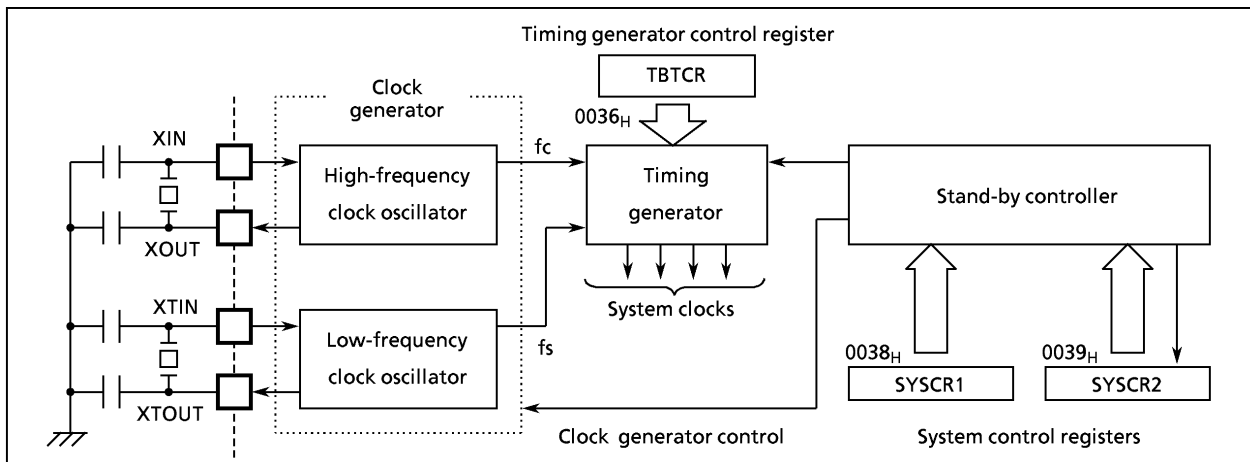 Timing generator control register
TBTCR
Clock
generator
0036H
XIN
fc
High-frequency
clock oscillator
Timing
generator
Stand-by controller
XOUT
XTIN
System clocks
Low-frequency
clock oscillator
fs
0038H
0039H
SYSCR1
SYSCR2
XTOUT
Clock generator control
System control registers